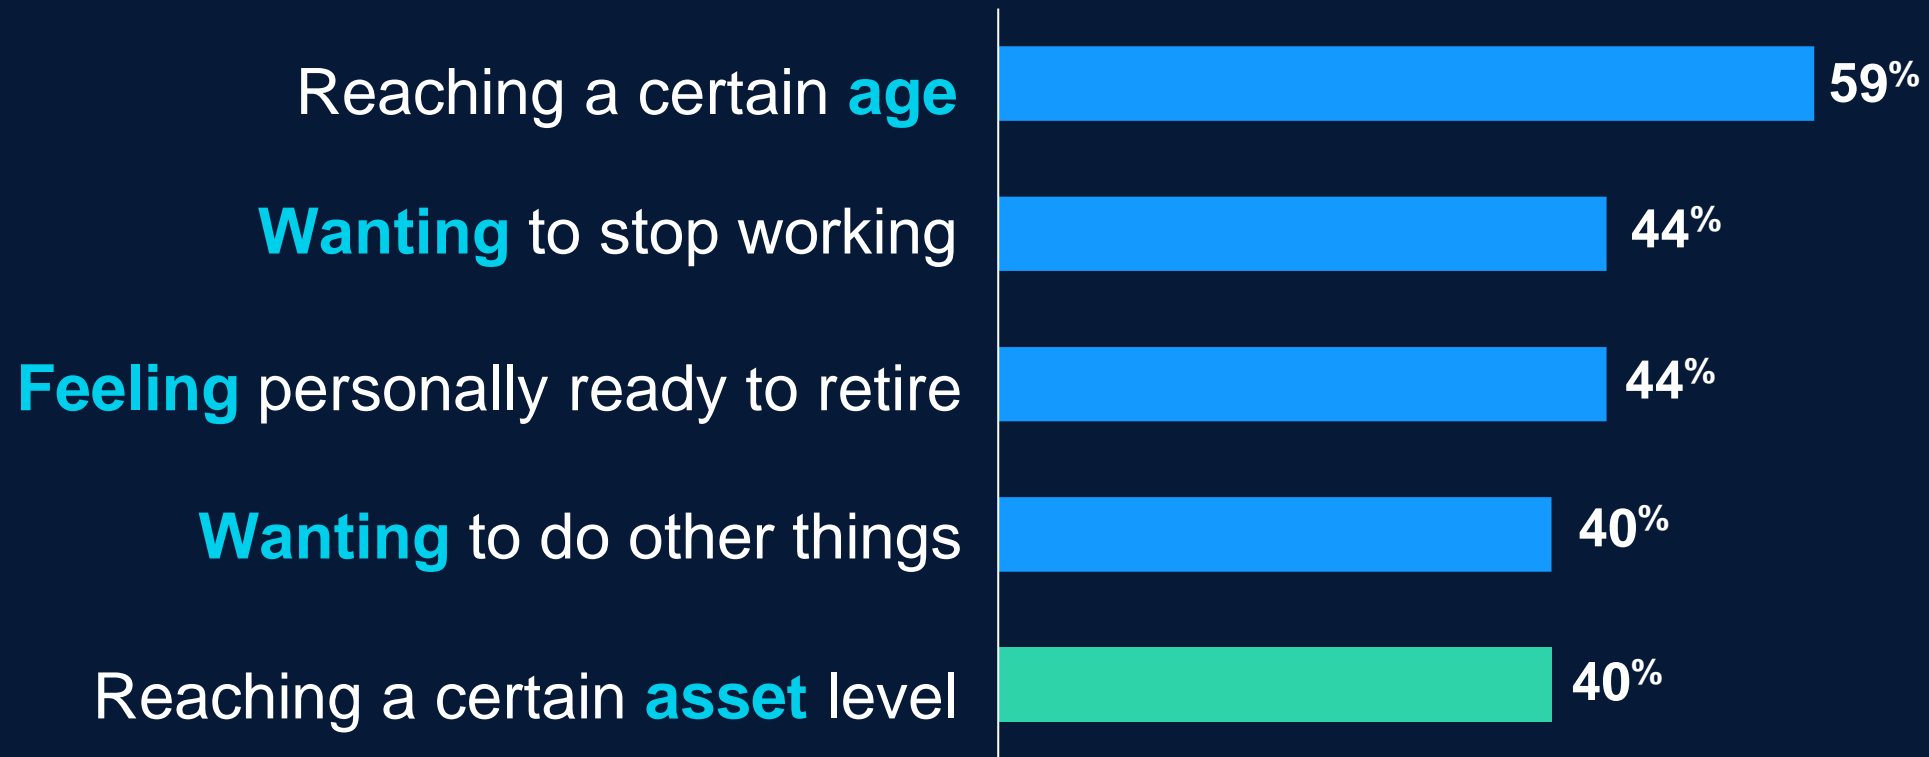 Reaching a certain age 59%
Wanting to stop working 44%
Feeling personally ready to retire 44%
Wanting to do other things 40%
Reaching a certain asset level 40%